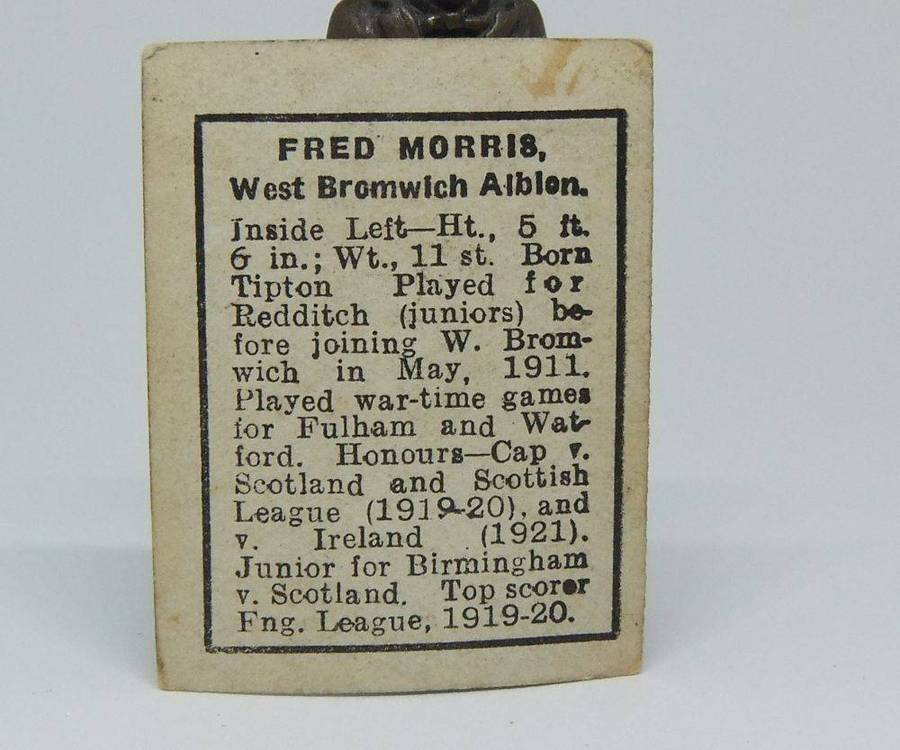 FRED MORRIS,
West Bromwich Albion.
Inside Left—Ht., 5 ft.
6 in.; Wt., 11 st. Born
Tipton Played for
Redditch (juniors) be-
fore joining W. Brom-
wich in May, 1911.
Played war-time games
for Fulham and Wat-
ford. Honours—Cap v.
Scotland and Scottish
League (1919-20), and
v. Ireland (1921).
Junior for Birmingham
v. Scotland. Top scorer
Eng. League, 1919-20.